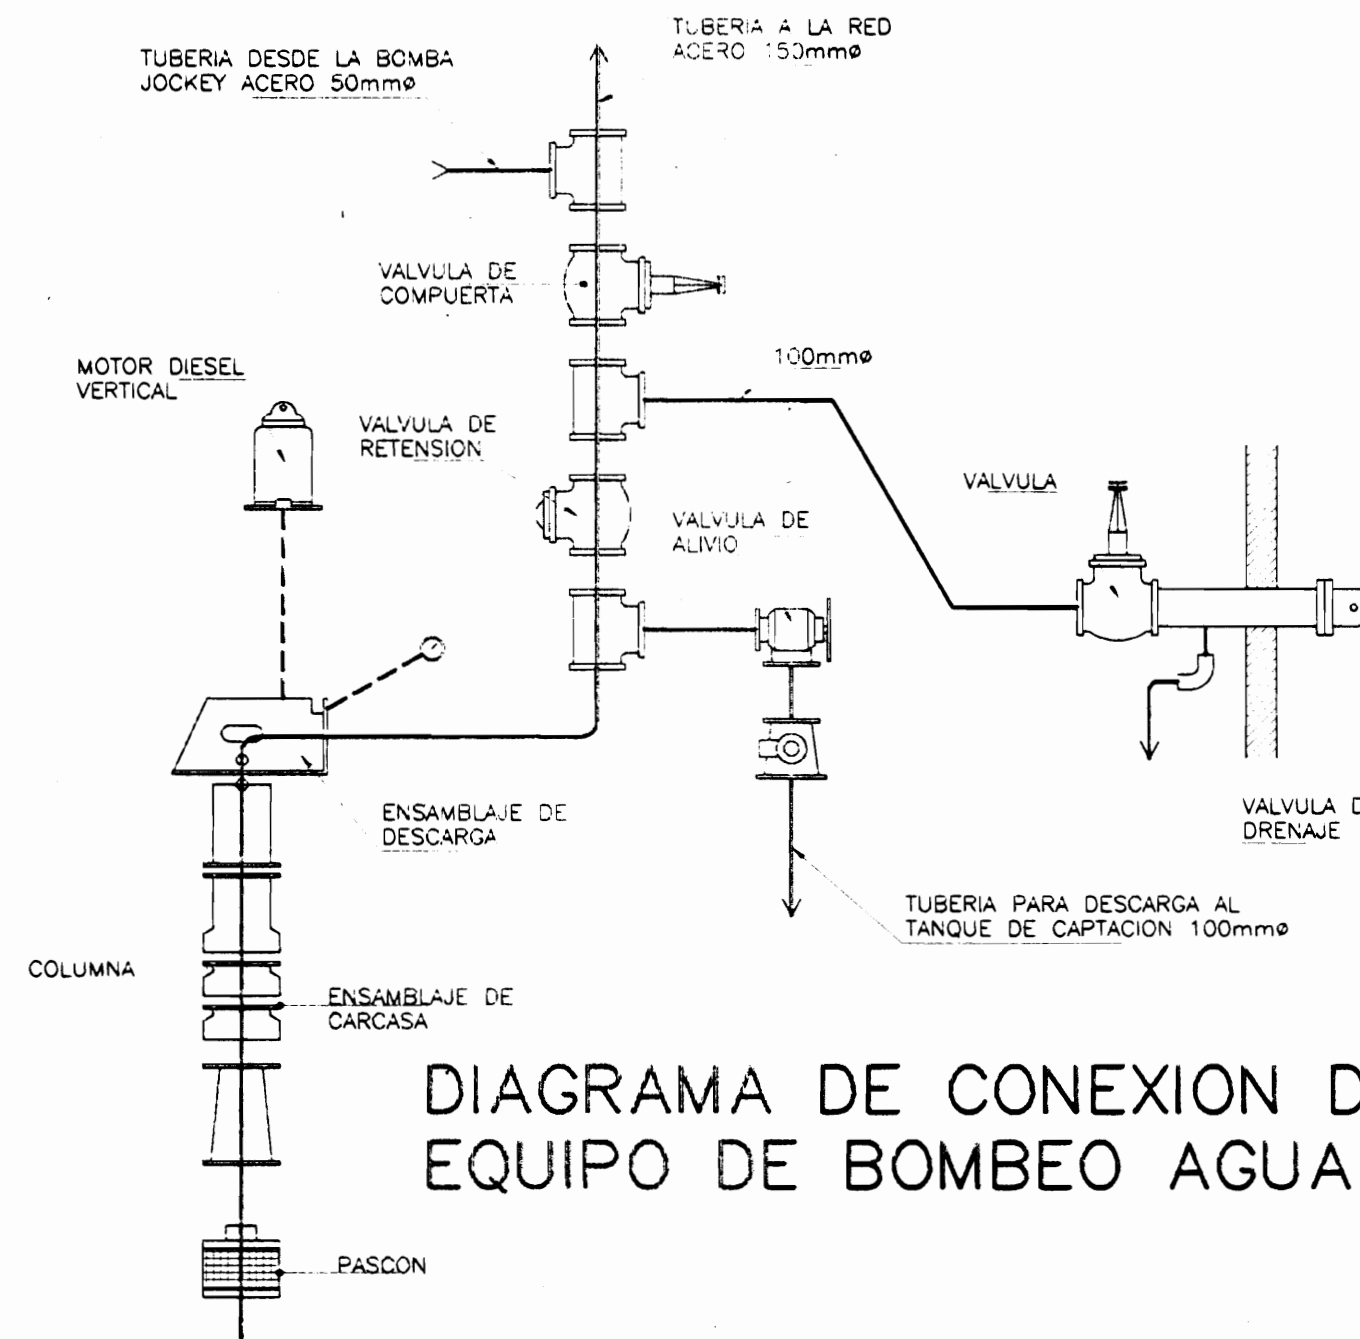 TUBERIA A LA RED
ACERO 150mmø
TUBERIA DESDE LA BOMBA
JOCKEY ACERO 50mmø
VALVULA DE
COMPUERTA
100mmø
MOTOR DIESEL
VERTICAL
VALVULA DE
RETENSION
VALVULA
VALVULA DE
ALIVIO
ENSAMBLAJE DE
DESCARGA
VALVULA D
DRENAJE
TUBERIA PARA DESCARGA AL
TANQUE DE CAPTACION 100mmø
COLUMNA
ENSAMBLAJE DE
CARCASA
DIAGRAMA DE CONEXION D
EQUIPO DE BOMBEO AGUA
PASCON